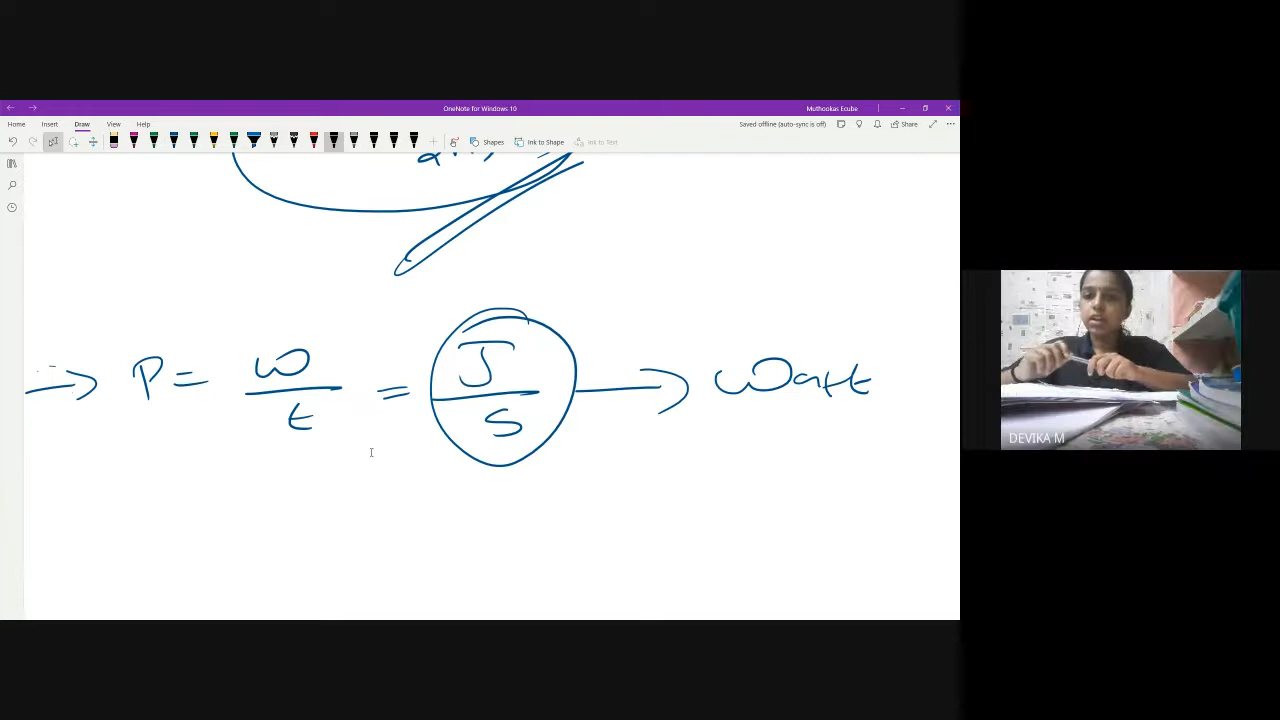 OneNote for Windows 10
Muthookas Ecube
Home Insert Draw View Help
Saved offline (auto-sync is off) Share
Shapes Ink to Shape Ink to Text
→ P = w/t = J/s → watt
DEVIKA M